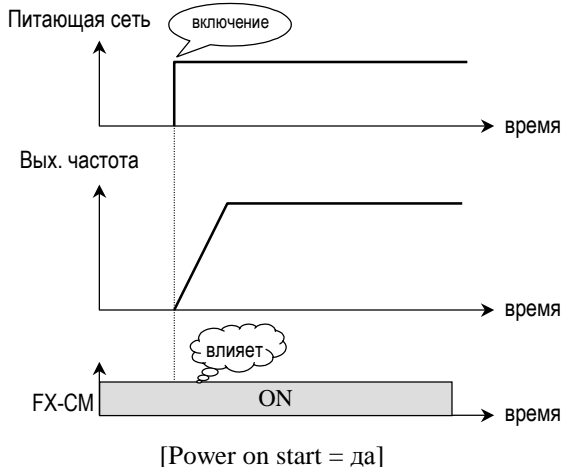 Питающая сеть
включение
время
Вых. частота
время
влияет
FX-CM
ON
время
[Power on start = да]